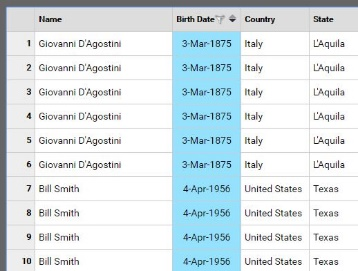 Name Birth Date Country State
1 Giovanni D'Agostini 3-Mar-1875 Italy L'Aquila
2 Giovanni D'Agostini 3-Mar-1875 Italy L'Aquila
3 Giovanni D'Agostini 3-Mar-1875 Italy L'Aquila
4 Giovanni D'Agostini 3-Mar-1875 Italy L'Aquila
5 Giovanni D'Agostini 3-Mar-1875 Italy L'Aquila
6 Giovanni D'Agostini 3-Mar-1875 Italy L'Aquila
7 Bill Smith 4-Apr-1956 United States Texas
8 Bill Smith 4-Apr-1956 United States Texas
9 Bill Smith 4-Apr-1956 United States Texas
10 Bill Smith 4-Apr-1956 United States Texas